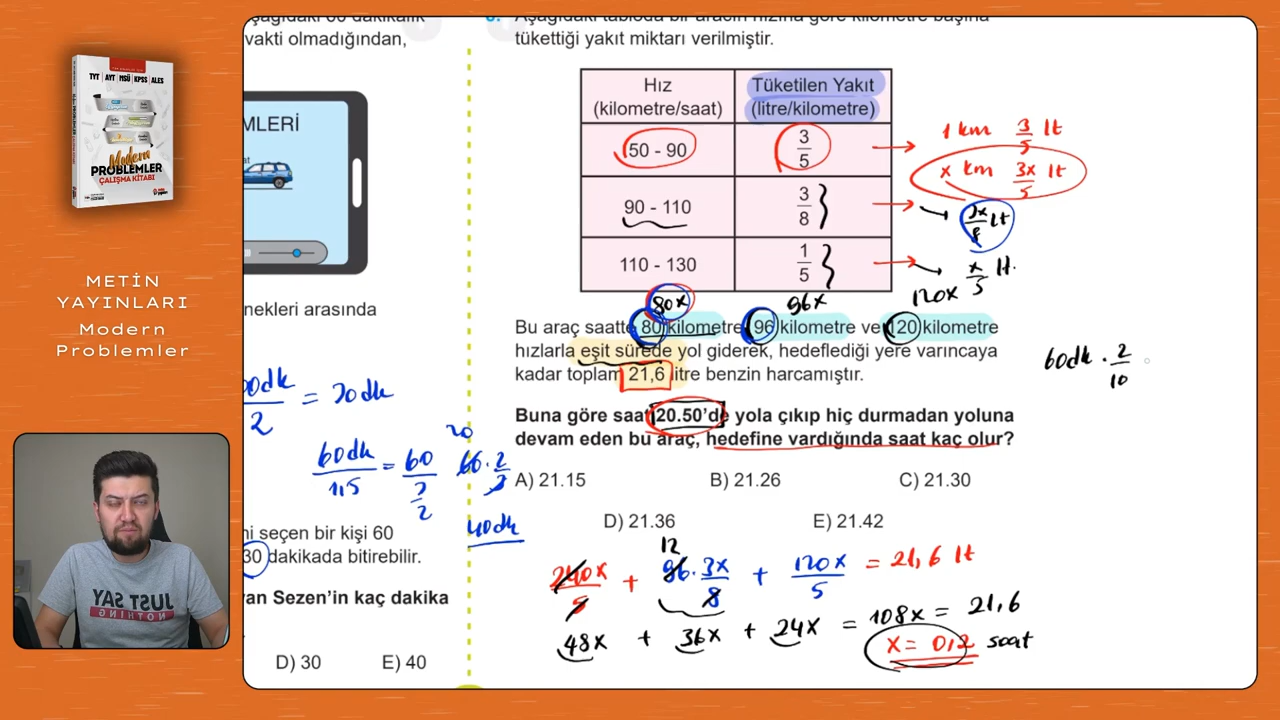 TYT | AYT | MSÜ | KPSS | ALES
Modern
PROBLEMLER
ÇALIŞMA KİTABI
METİN
YAYINLARI
Modern
Problemler
vakti olmadığından,
MLERİ
nekleri arasında
60dk/1,5 = 60/(3/2)
= 30dk
40dk
ni seçen bir kişi 60
30 dakikada bitirebilir.
van Sezen'in kaç dakika
D) 30 E) 40
tükettiği yakıt miktarı verilmiştir.
Hız Tüketilen Yakıt
(kilometre/saat) (litre/kilometre)
50 - 90 3/5
90 - 110 3/8
110 - 130 1/5
1 km 3/5 lt
x km 3x/5 lt
3x/8 lt
x/5 lt.
80x 96x 120x
Bu araç saatte 80 kilometre, 96 kilometre ve 120 kilometre
hızlarla eşit sürede yol giderek, hedeflediği yere varıncaya
kadar toplam 21,6 litre benzin harcamıştır.
60dk . 2/10
Buna göre saat 20.50'de yola çıkıp hiç durmadan yoluna
devam eden bu araç, hedefine vardığında saat kaç olur?
A) 21.15 B) 21.26 C) 21.30
D) 21.36 E) 21.42
240x/5 + 96.3x/8 + 120x/5 = 21,6 lt
12
48x + 36x + 24x = 108x = 21,6
x = 0,2 saat
JUST SAY
NOTHING